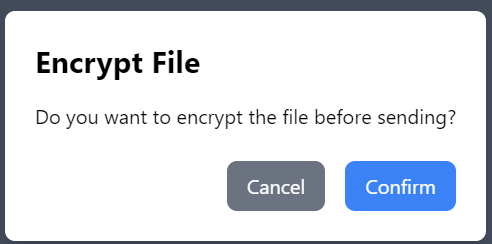 Encrypt File
Do you want to encrypt the file before sending?
Cancel Confirm